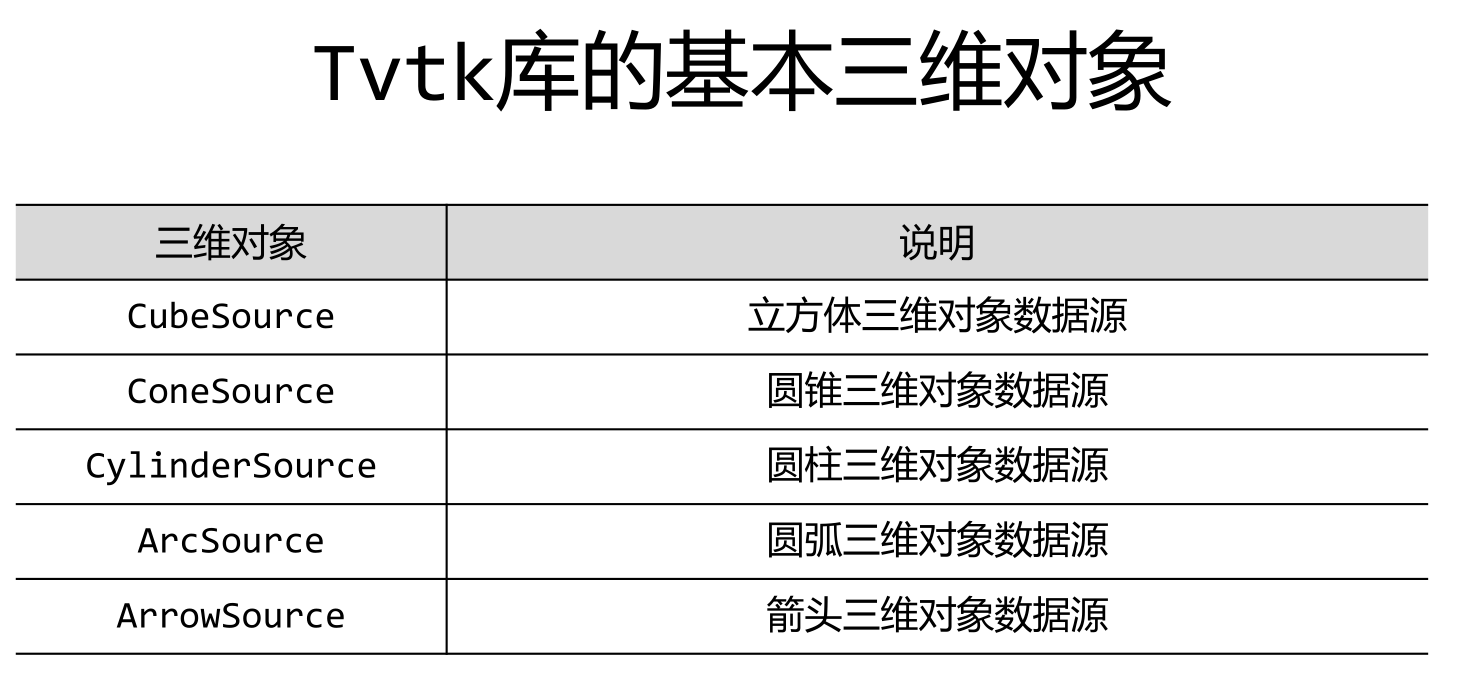 Tvtk库的基本三维对象
三维对象 说明
CubeSource 立方体三维对象数据源
ConeSource 圆锥三维对象数据源
CylinderSource 圆柱三维对象数据源
ArcSource 圆弧三维对象数据源
ArrowSource 箭头三维对象数据源